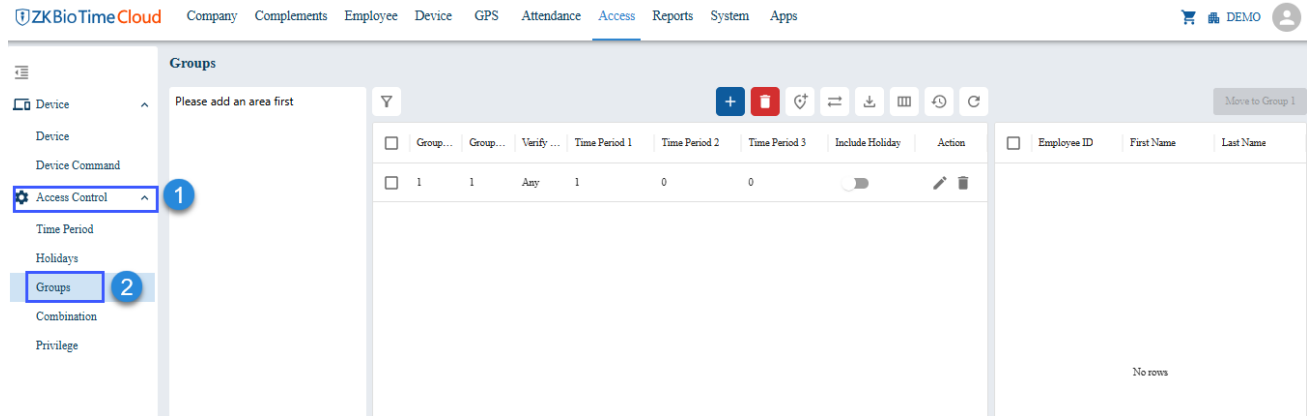 ZKBioTime Cloud Company Complements Employee Device GPS Attendance Access Reports System Apps DEMO
Groups
Device
Device
Device Command
Access Control 1
Time Period
Holidays
Groups 2
Combination
Privilege
Please add an area first
Move to Group 1
Group... Group... Verify ... Time Period 1 Time Period 2 Time Period 3 Include Holiday Action
1 1 Any 1 0 0
Employee ID First Name Last Name
No rows